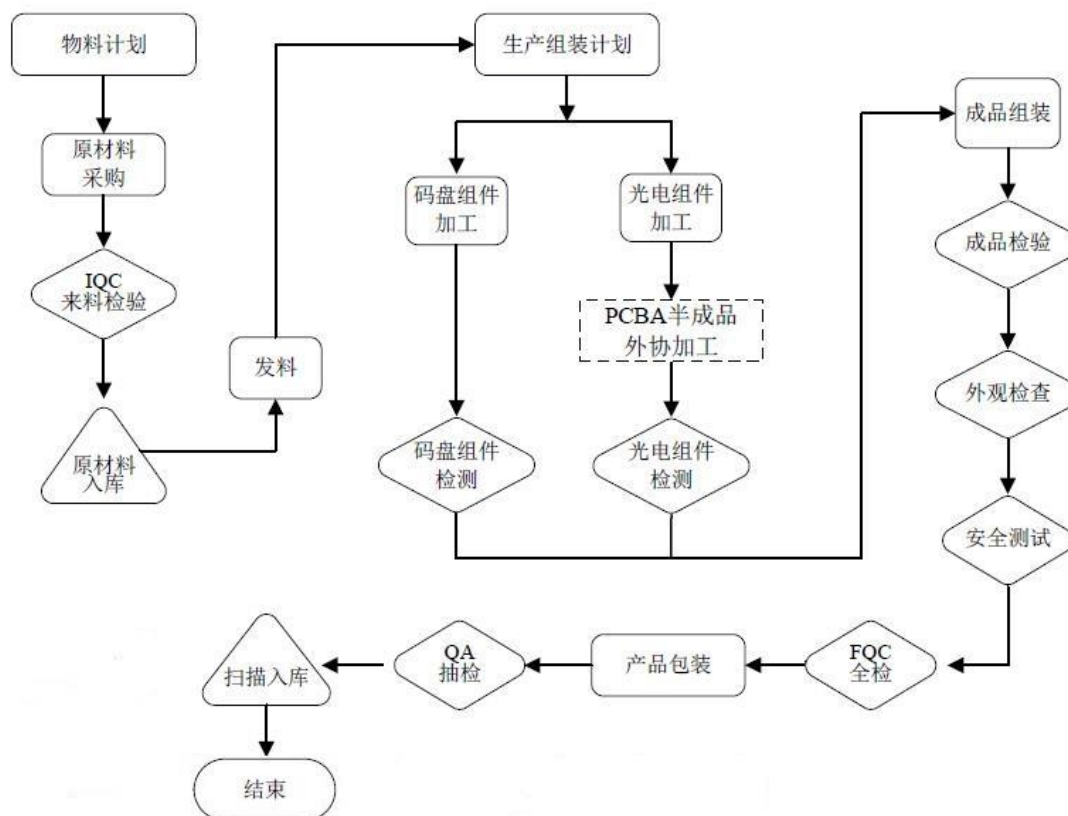 物料计划
原材料
采购
IQC
来料检验
原材料
入库
发料
生产组装计划
码盘组件
加工
码盘组件
检测
光电组件
加工
PCBA半成品
外协加工
光电组件
检测
成品组装
成品检验
外观检查
安全测试
FQC
全检
产品包装
QA
抽检
扫描入库
结束